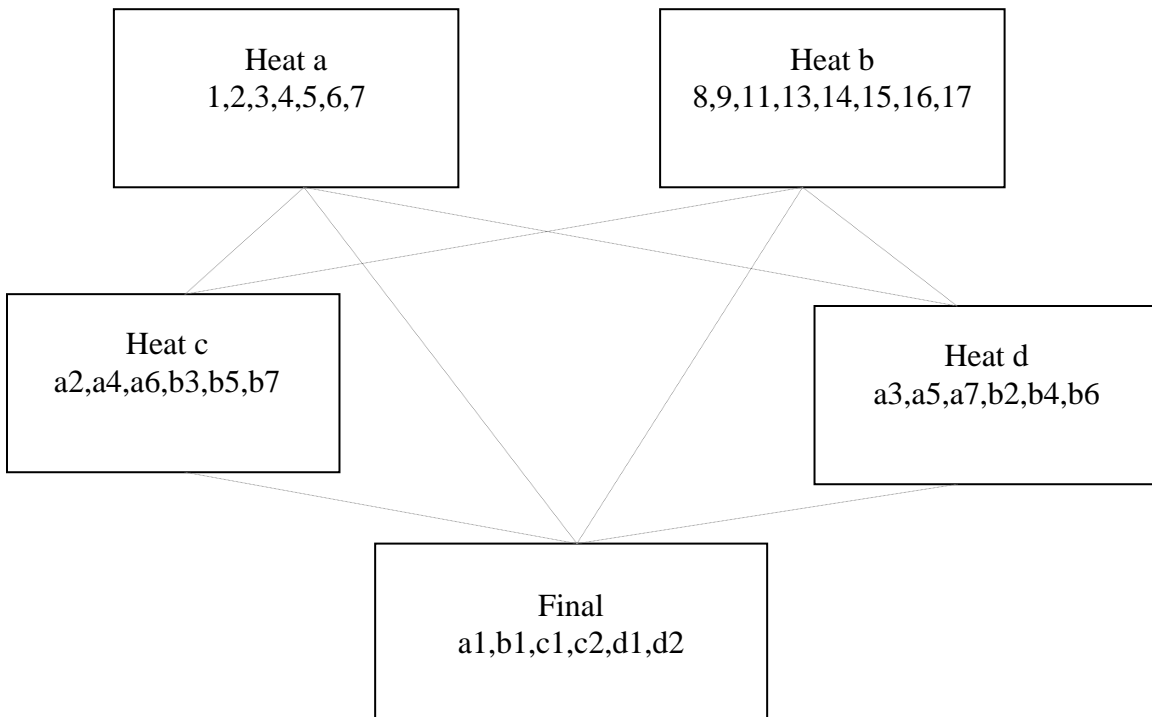 Heat a
1,2,3,4,5,6,7
Heat b
8,9,11,13,14,15,16,17
Heat c
a2,a4,a6,b3,b5,b7
Heat d
a3,a5,a7,b2,b4,b6
Final
a1,b1,c1,c2,d1,d2